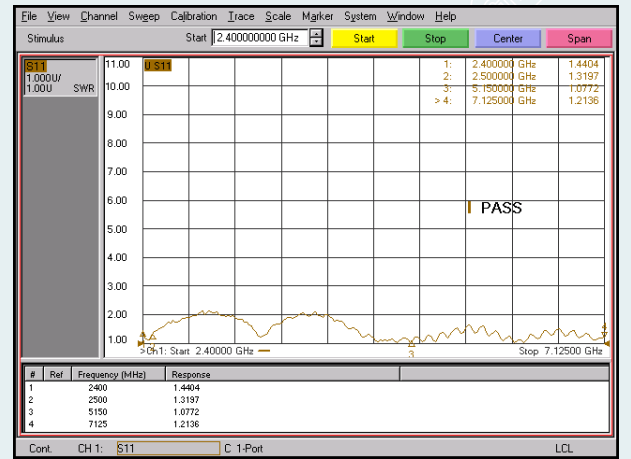 File View Channel Sweep Calibration Trace Scale Marker System Window Help
Stimulus Start 2.400000000 GHz Start Stop Center Span
S11
1.000U/
1.00U SWR
11.00
10.00
9.00
8.00
7.00
6.00
5.00
4.00
3.00
2.00
1.00
U S11
1: 2.400000 GHz 1.4404
2: 2.500000 GHz 1.3197
3: 5.150000 GHz 1.0772
> 4: 7.125000 GHz 1.2136
PASS
4
3
>Ch1: Start 2.40000 GHz Stop 7.12500 GHz
# Ref Frequency (MHz) Response
1 2400 1.4404
2 2500 1.3197
3 5150 1.0772
4 7125 1.2136
Cont. CH 1: S11 C 1-Port LCL